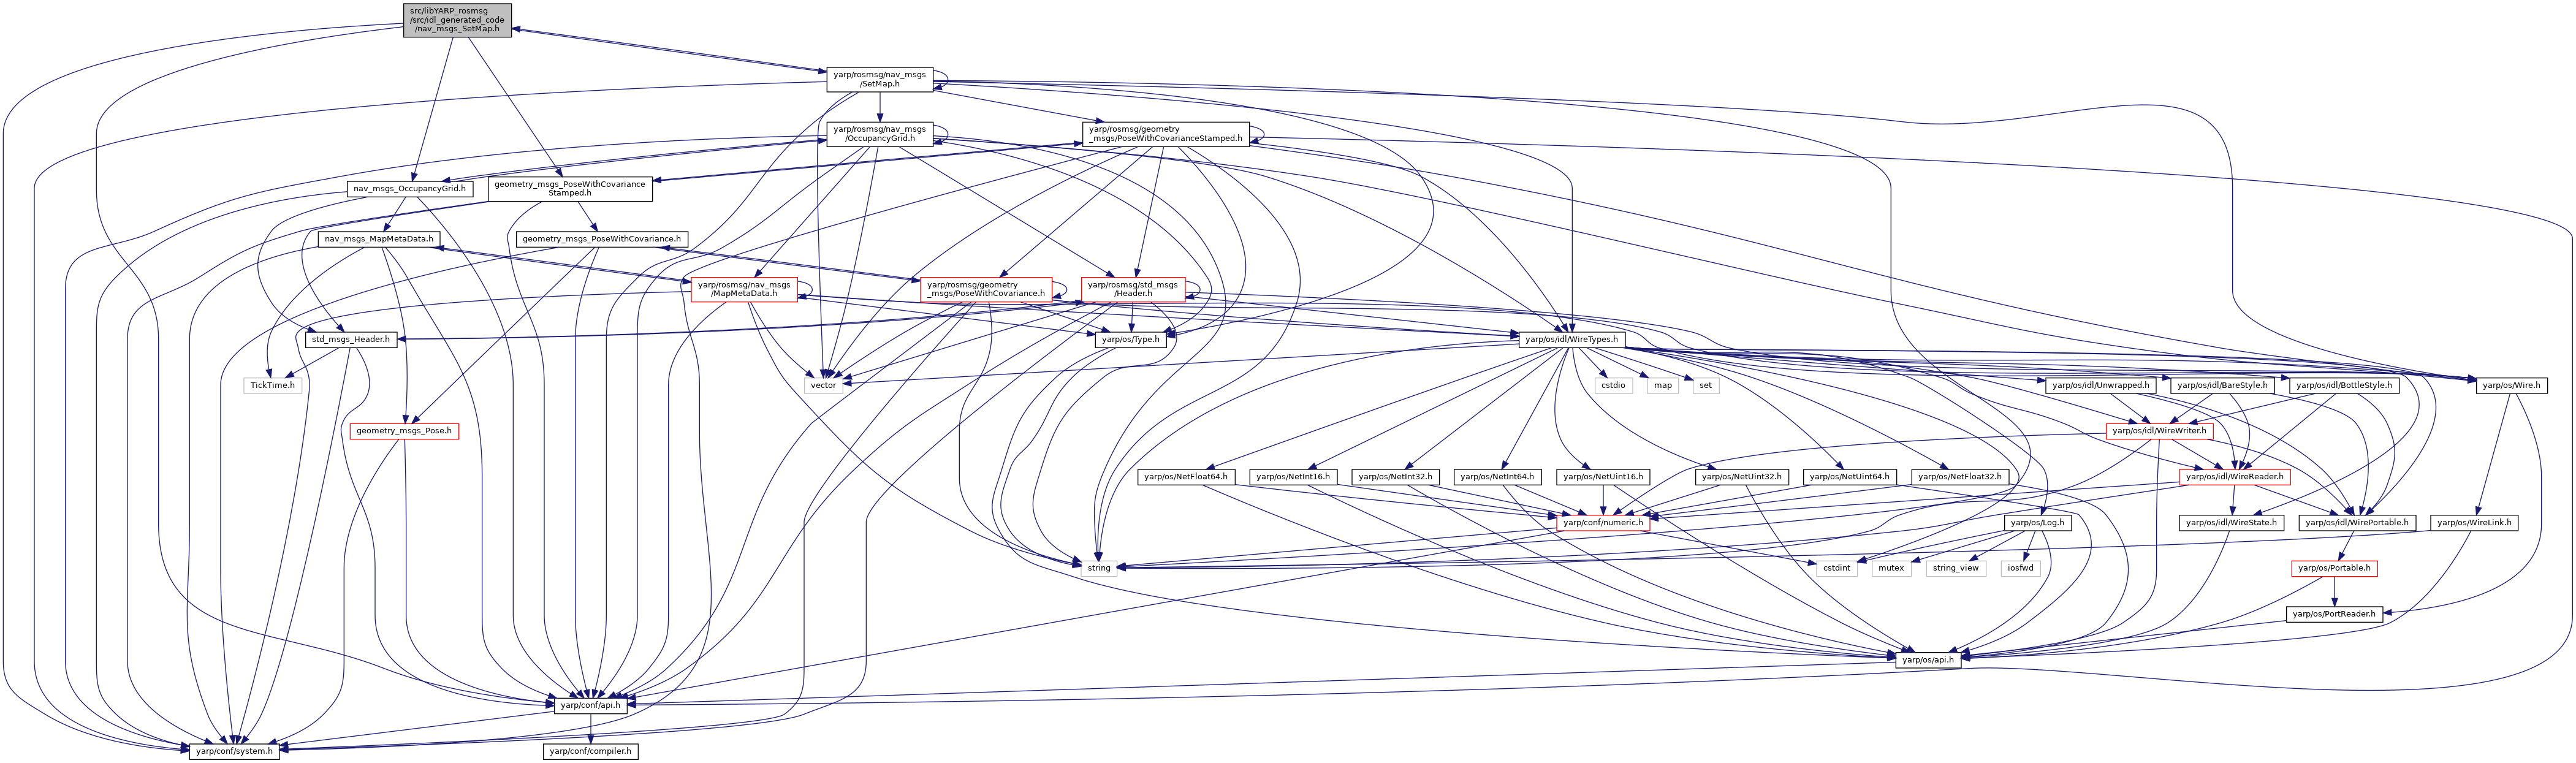 src/libYARP_rosmsg
/src/idl_generated_code
/nav_msgs_SetMap.h
yarp/rosmsg/nav_msgs
/SetMap.h
yarp/rosmsg/nav_msgs
/OccupancyGrid.h
yarp/rosmsg/geometry
_msgs/PoseWithCovarianceStamped.h
nav_msgs_OccupancyGrid.h
geometry_msgs_PoseWithCovariance
Stamped.h
nav_msgs_MapMetaData.h
geometry_msgs_PoseWithCovariance.h
yarp/rosmsg/nav_msgs
/MapMetaData.h
yarp/rosmsg/geometry
_msgs/PoseWithCovariance.h
yarp/rosmsg/std_msgs
/Header.h
std_msgs_Header.h
yarp/os/Type.h
yarp/os/idl/WireTypes.h
TickTime.h
vector
cstdio
map
set
yarp/os/idl/Unwrapped.h
yarp/os/idl/BareStyle.h
yarp/os/idl/BottleStyle.h
yarp/os/Wire.h
geometry_msgs_Pose.h
yarp/os/idl/WireWriter.h
yarp/os/NetFloat64.h
yarp/os/NetInt16.h
yarp/os/NetInt32.h
yarp/os/NetInt64.h
yarp/os/NetUint16.h
yarp/os/NetUint32.h
yarp/os/NetUint64.h
yarp/os/NetFloat32.h
yarp/os/idl/WireReader.h
yarp/conf/numeric.h
yarp/os/Log.h
yarp/os/idl/WireState.h
yarp/os/idl/WirePortable.h
yarp/os/WireLink.h
string
cstdint
mutex
string_view
iosfwd
yarp/os/Portable.h
yarp/os/PortReader.h
yarp/os/api.h
yarp/conf/api.h
yarp/conf/system.h
yarp/conf/compiler.h